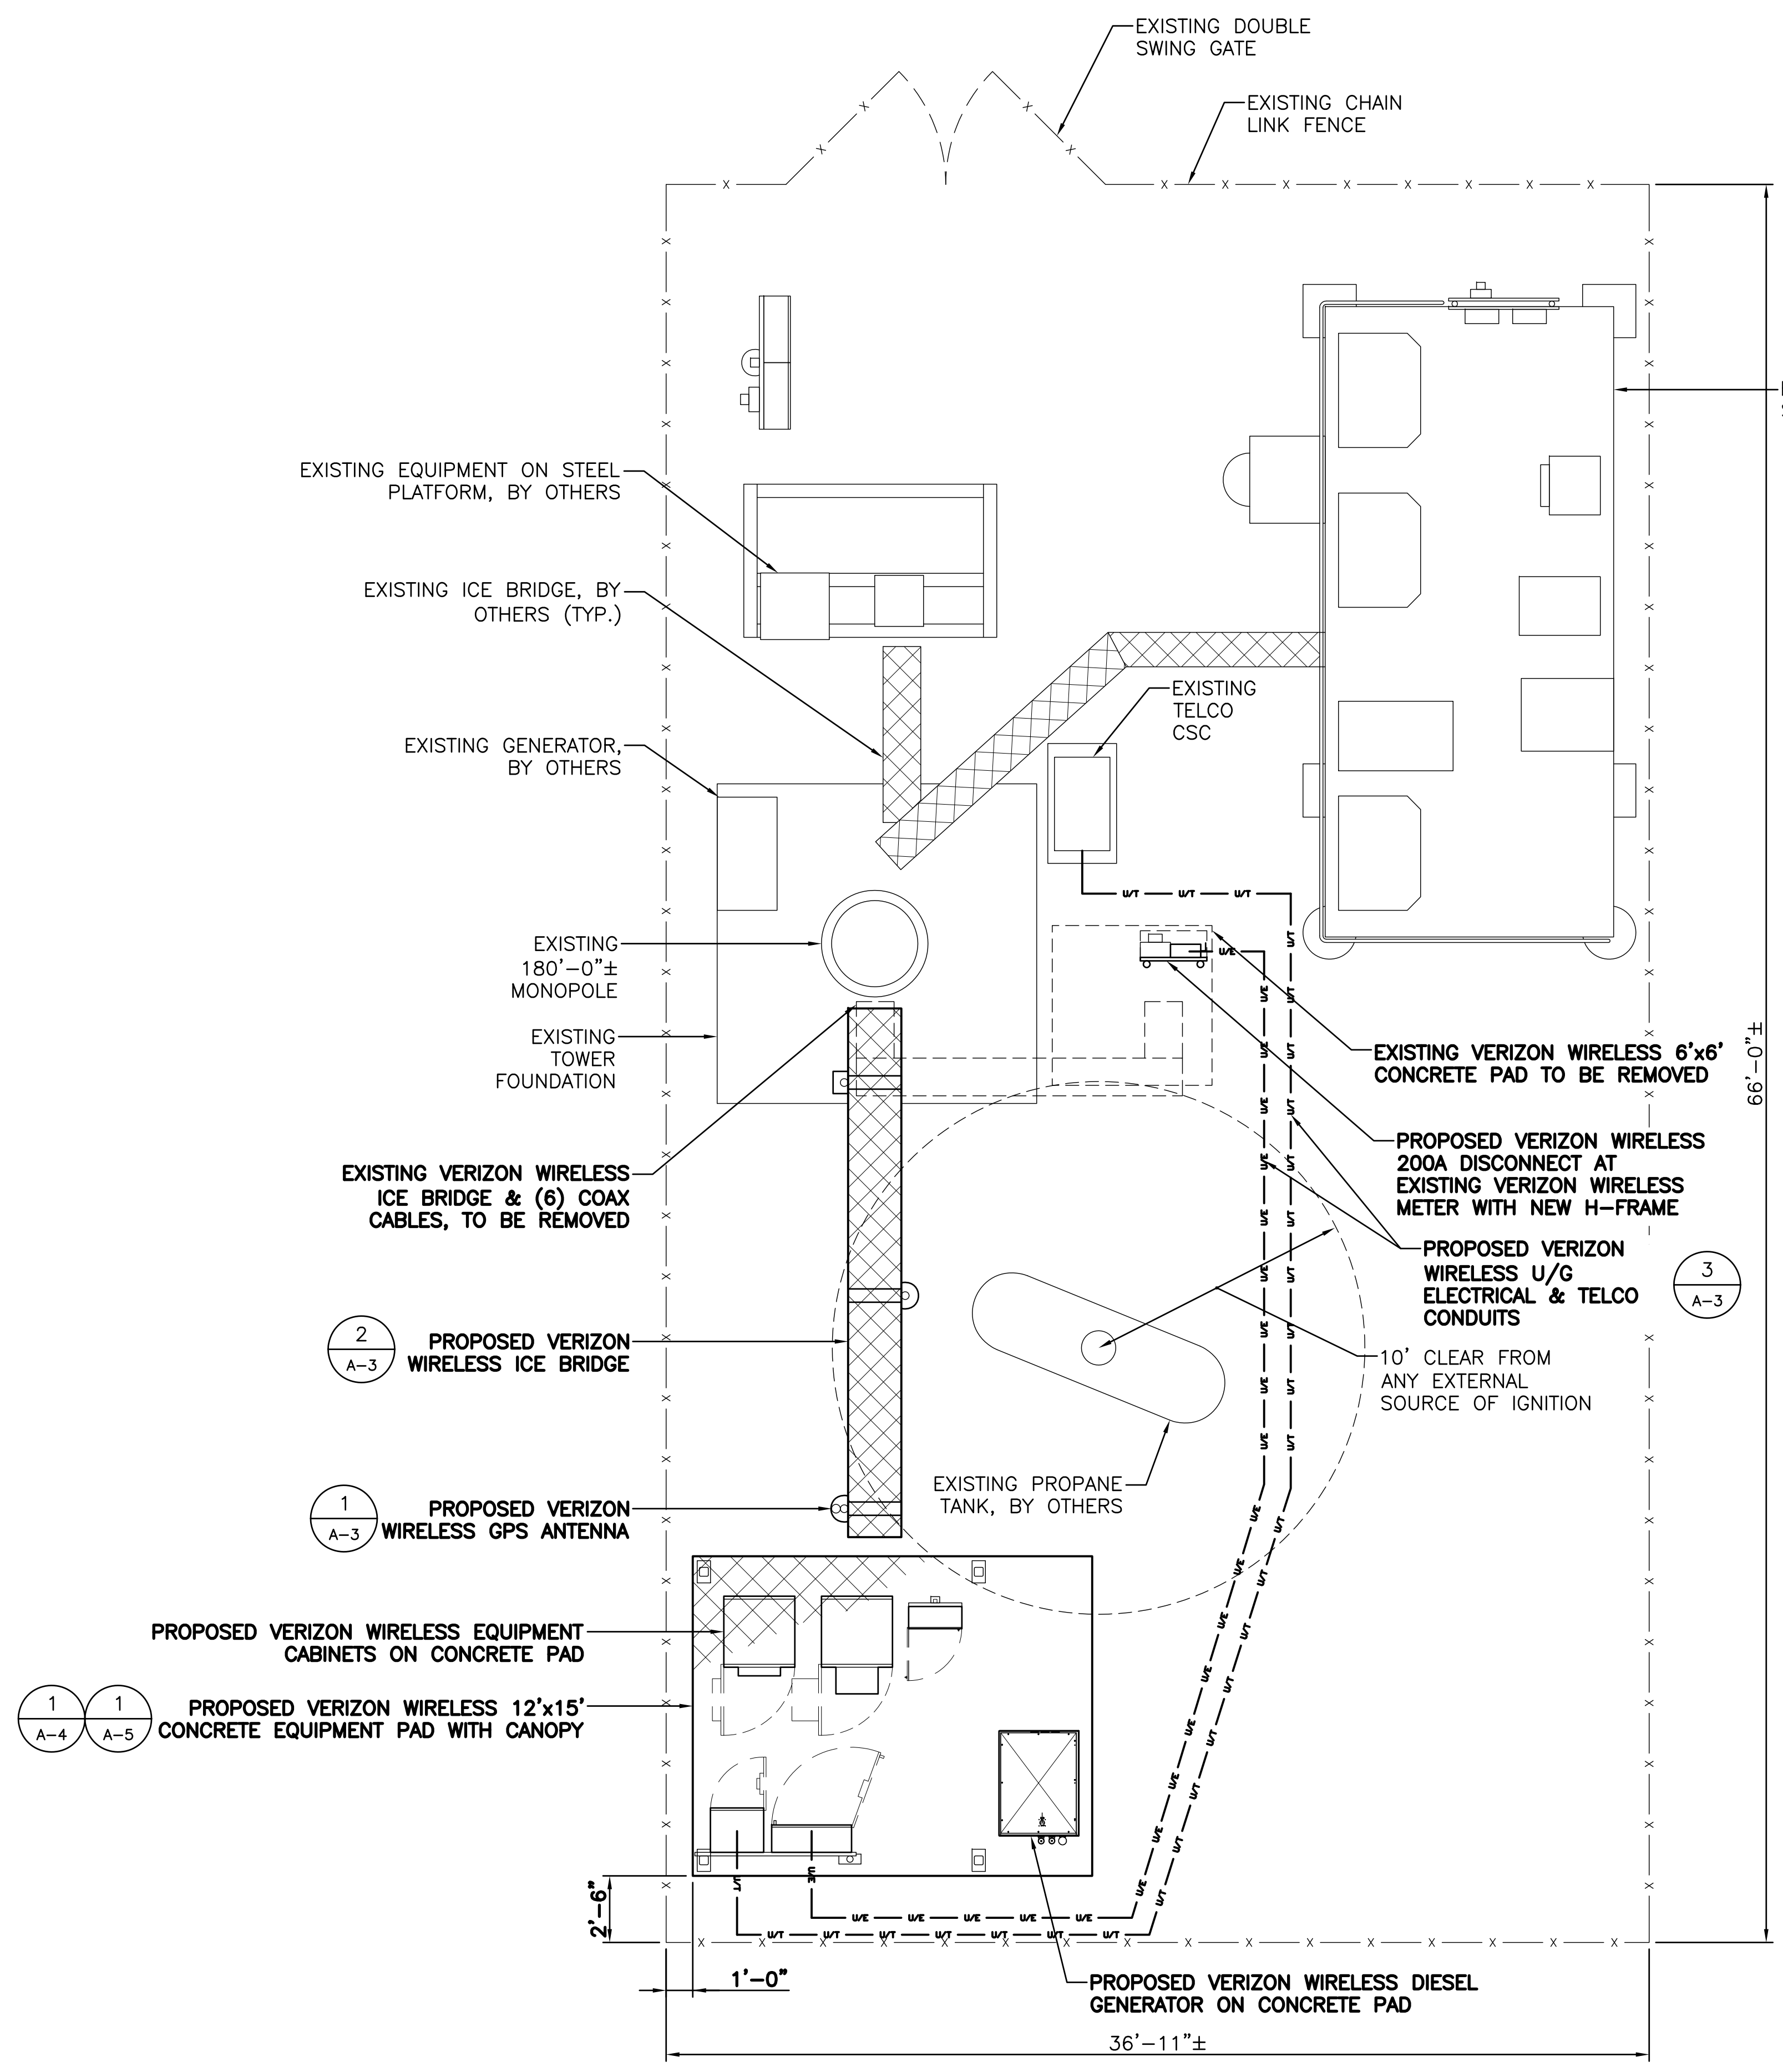 EXISTING DOUBLE
SWING GATE
EXISTING CHAIN
LINK FENCE
EXISTING EQUIPMENT ON STEEL
PLATFORM, BY OTHERS
EXISTING ICE BRIDGE, BY
OTHERS (TYP.)
EXISTING
TELCO
CSC
EXISTING GENERATOR,
BY OTHERS
EXISTING
180'-0"±
MONOPOLE
EXISTING
TOWER
FOUNDATION
EXISTING VERIZON WIRELESS 6'x6'
CONCRETE PAD TO BE REMOVED
66'-0"±
PROPOSED VERIZON WIRELESS
200A DISCONNECT AT
EXISTING VERIZON WIRELESS
METER WITH NEW H-FRAME
EXISTING VERIZON WIRELESS
ICE BRIDGE & (6) COAX
CABLES, TO BE REMOVED
PROPOSED VERIZON
WIRELESS U/G
ELECTRICAL & TELCO
CONDUITS
3
A-3
2
A-3
PROPOSED VERIZON
WIRELESS ICE BRIDGE
10' CLEAR FROM
ANY EXTERNAL
SOURCE OF IGNITION
EXISTING PROPANE
TANK, BY OTHERS
1
A-3
PROPOSED VERIZON
WIRELESS GPS ANTENNA
PROPOSED VERIZON WIRELESS EQUIPMENT
CABINETS ON CONCRETE PAD
1
A-4
1
A-5
PROPOSED VERIZON WIRELESS 12'x15'
CONCRETE EQUIPMENT PAD WITH CANOPY
U/T U/T U/T
U/E
U/T
U/E
U/E U/E U/E U/E U/E
U/T U/T U/T U/T U/T U/T U/T
2'-6"
1'-0"
PROPOSED VERIZON WIRELESS DIESEL
GENERATOR ON CONCRETE PAD
36'-11"±